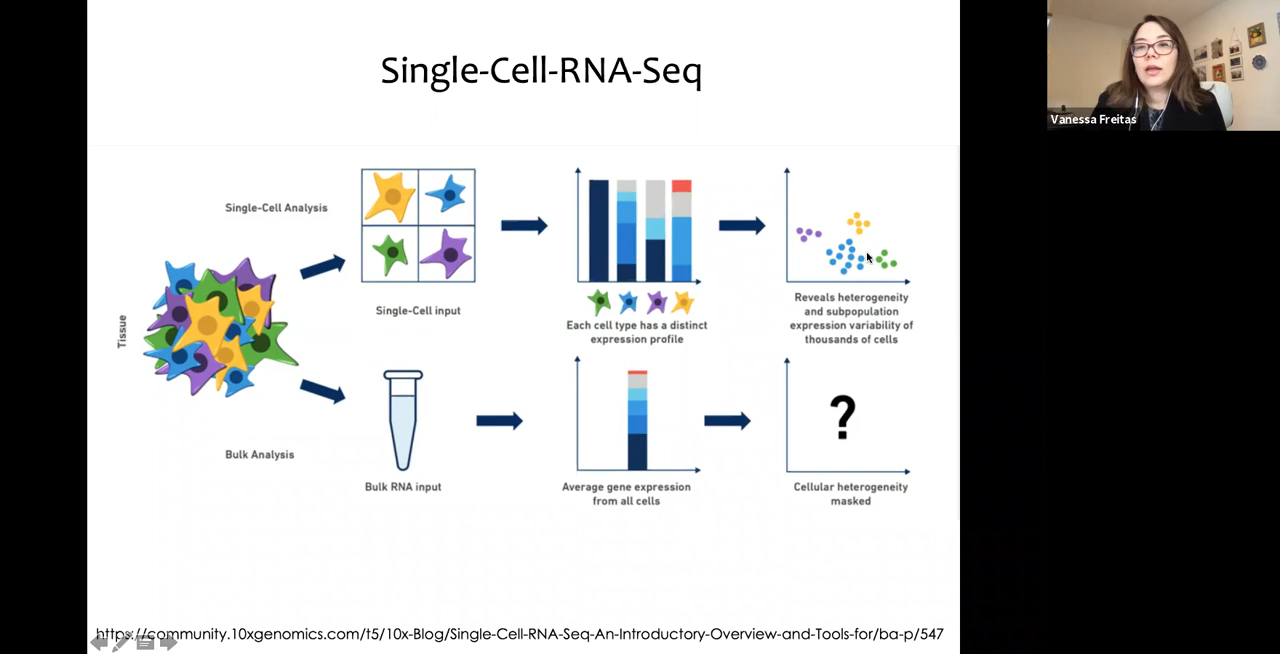 Single-Cell-RNA-Seq
Vanessa Freitas
Single-Cell Analysis
Single-Cell input
Each cell type has a distinct
expression profile
Reveals heterogeneity
and subpopulation
expression variability of
thousands of cells
Tissue
Bulk Analysis
Bulk RNA input
Average gene expression
from all cells
?
Cellular heterogeneity
masked
https://community.10xgenomics.com/t5/10x-Blog/Single-Cell-RNA-Seq-An-Introductory-Overview-and-Tools-for/ba-p/547